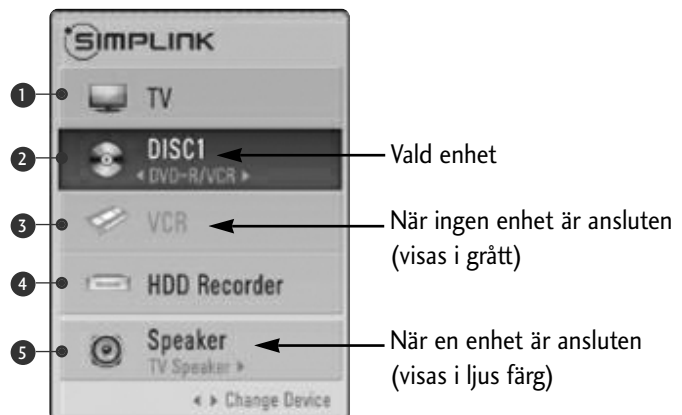 SIMPLINK
1 TV
2 DISC1
◄ DVD-R/VCR ►
Vald enhet
3 VCR
När ingen enhet är ansluten
(visas i grått)
4 HDD Recorder
5 Speaker
TV Speaker ►
När en enhet är ansluten
(visas i ljus färg)
◄ ► Change Device